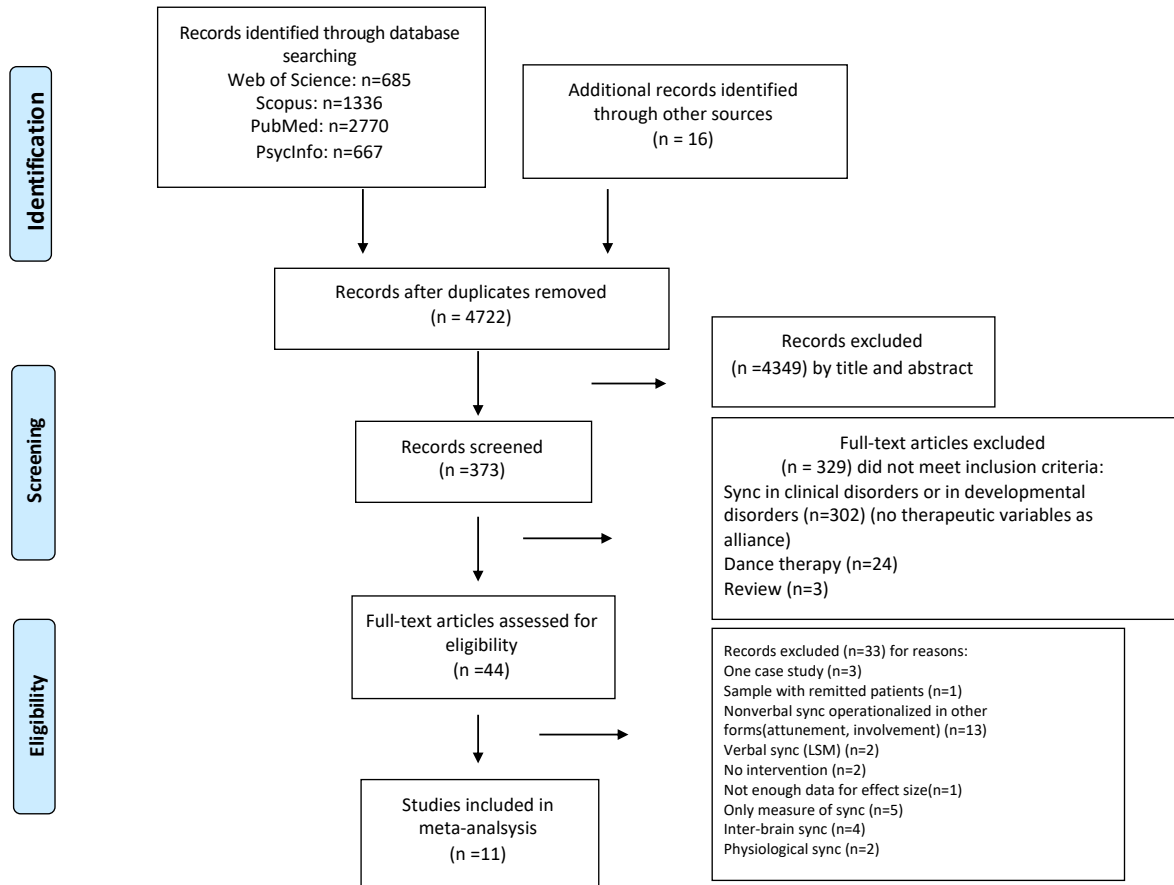 Identification
Records identified through database
searching
Web of Science: n=685
Scopus: n=1336
PubMed: n=2770
PsycInfo: n=667
Additional records identified
through other sources
(n = 16)
Records after duplicates removed
(n = 4722)
Records excluded
(n =4349) by title and abstract
Screening
Records screened
(n =373)
Full-text articles excluded
(n = 329) did not meet inclusion criteria:
Sync in clinical disorders or in developmental
disorders (n=302) (no therapeutic variables as
alliance)
Dance therapy (n=24)
Review (n=3)
Eligibility
Full-text articles assessed for
eligibility
(n =44)
Records excluded (n=33) for reasons:
One case study (n=3)
Sample with remitted patients (n=1)
Nonverbal sync operationalized in other
forms(attunement, involvement) (n=13)
Verbal sync (LSM) (n=2)
No intervention (n=2)
Not enough data for effect size(n=1)
Only measure of sync (n=5)
Inter-brain sync (n=4)
Physiological sync (n=2)
Studies included in
meta-analsysis
(n =11)